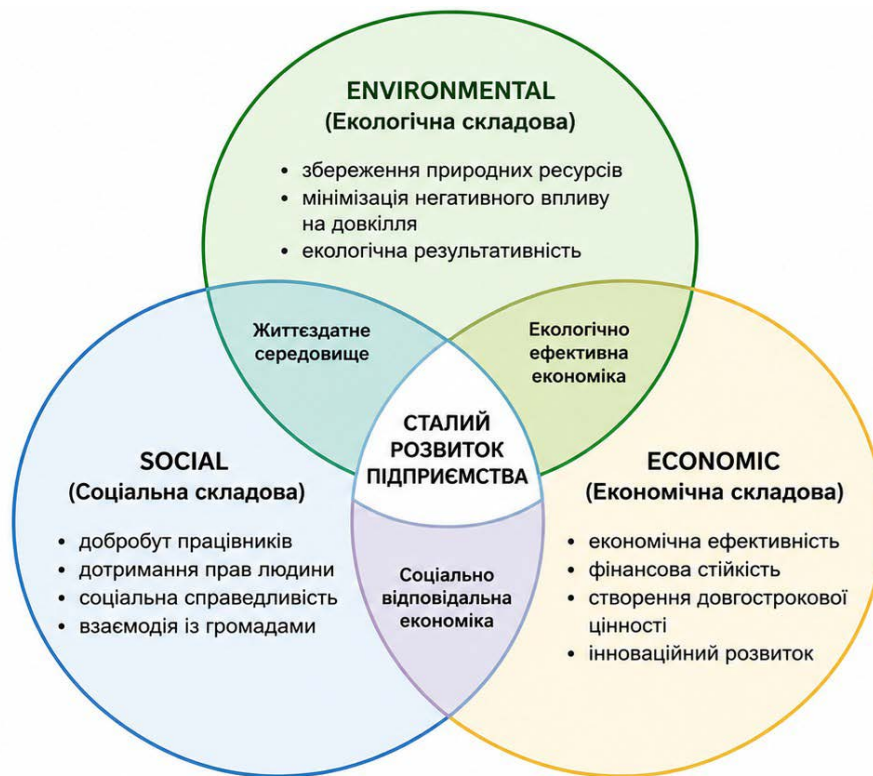 ENVIRONMENTAL
(Екологічна складова)
• збереження природних ресурсів
• мінімізація негативного впливу
на довкілля
• екологічна результативність
Життєздатне
середовище
Екологічно
ефективна
економіка
СТАЛИЙ
РОЗВИТОК
ПІДПРИЄМСТВА
SOCIAL
(Соціальна складова)
• добробут працівників
• дотримання прав людини
• соціальна справедливість
• взаємодія із громадами
Соціально
відповідальна
економіка
ECONOMIC
(Економічна складова)
• економічна ефективність
• фінансова стійкість
• створення довгострокової
цінності
• інноваційний розвиток